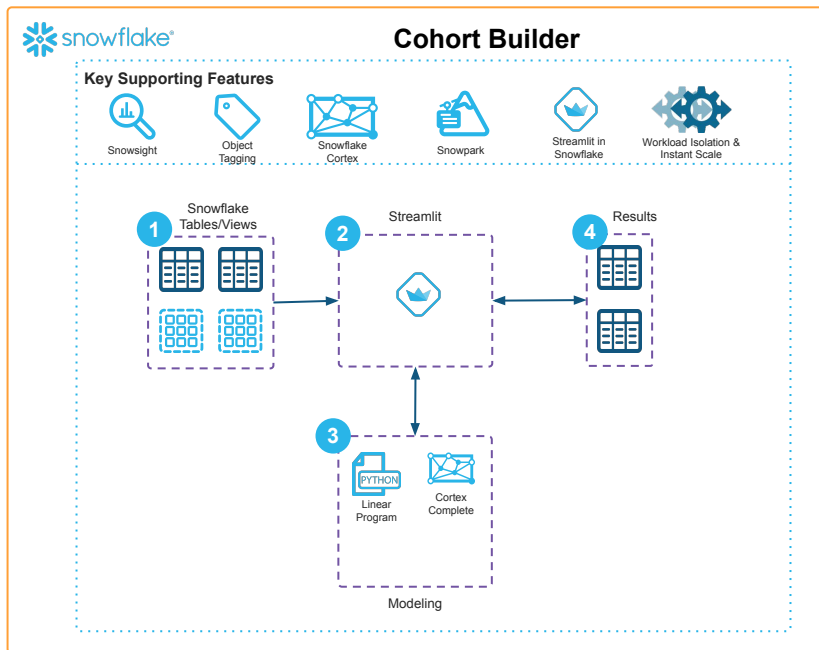 snowflake®
Cohort Builder
Key Supporting Features
Snowsight
Object
Tagging
Snowflake
Cortex
Snowpark
Streamlit in
Snowflake
Workload Isolation &
Instant Scale
1
Snowflake
Tables/Views
2
Streamlit
4
Results
3
PYTHON
Linear
Program
Cortex
Complete
Modeling